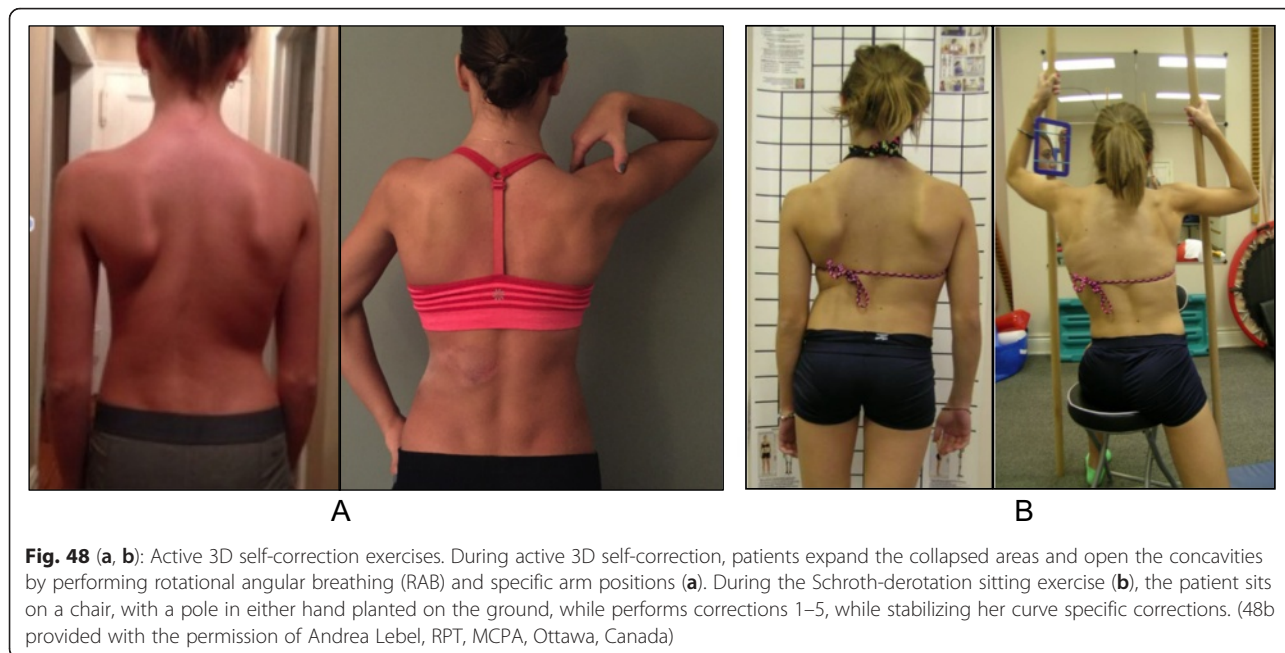 A
B
Fig. 48 (a, b): Active 3D self-correction exercises. During active 3D self-correction, patients expand the collapsed areas and open the concavities
by performing rotational angular breathing (RAB) and specific arm positions (a). During the Schroth-derotation sitting exercise (b), the patient sits
on a chair, with a pole in either hand planted on the ground, while performs corrections 1–5, while stabilizing her curve specific corrections. (48b
provided with the permission of Andrea Lebel, RPT, MCPA, Ottawa, Canada)